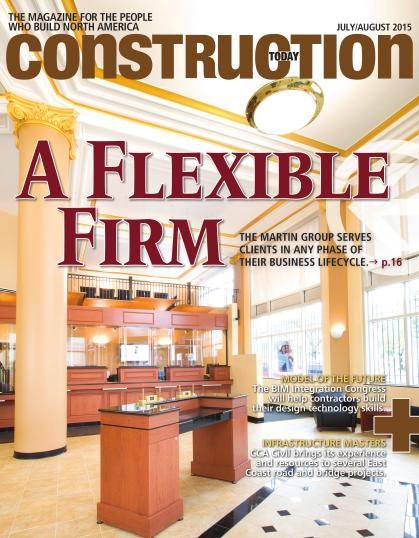 THE MAGAZINE FOR THE PEOPLE
WHO BUILD NORTH AMERICA
JULY/AUGUST 2015
CONSTRUCTION
TODAY
A FLEXIBLE
FIRM
THE MARTIN GROUP SERVES
CLIENTS IN ANY PHASE OF
THEIR BUSINESS LIFECYCLE.→ p.16
MODEL OF THE FUTURE
The BIM Integration Congress
will help contractors build
their design technology skills.
+
INFRASTRUCTURE MASTERS
CCA Civil brings its experience
and resources to several East
Coast road and bridge projects.